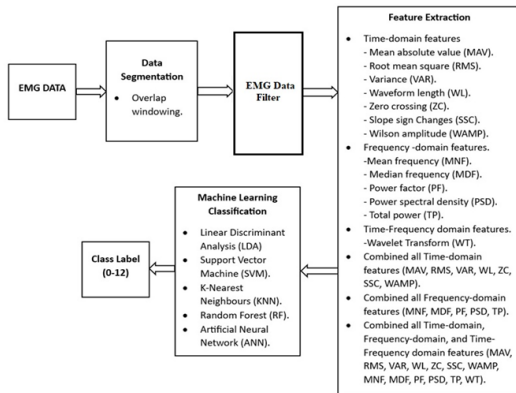 EMG DATA
Data
Segmentation
• Overlap
windowing.
EMG Data
Filter
Feature Extraction
• Time-domain features
- Mean absolute value (MAV).
- Root mean square (RMS).
- Variance (VAR).
- Waveform length (WL).
- Zero crossing (ZC).
- Slope sign Changes (SSC).
- Wilson amplitude (WAMP).
• Frequency -domain features.
-Mean frequency (MNF).
- Median frequency (MDF).
- Power factor (PF).
- Power spectral density (PSD).
- Total power (TP).
• Time-Frequency domain features.
-Wavelet Transform (WT).
• Combined all Time-domain
features (MAV, RMS, VAR, WL, ZC,
SSC, WAMP).
• Combined all Frequency-domain
features (MNF, MDF, PF, PSD, TP).
• Combined all Time-domain,
Frequency-domain, and Time-
Frequency domain features (MAV,
RMS, VAR, WL, ZC, SSC, WAMP,
MNF, MDF, PF, PSD, TP, WT).
Machine Learning
Classification
• Linear Discriminant
Analysis (LDA)
• Support Vector
Machine (SVM).
• K-Nearest
Neighbours (KNN).
• Random Forest (RF).
• Artificial Neural
Network (ANN).
Class Label
(0-12)